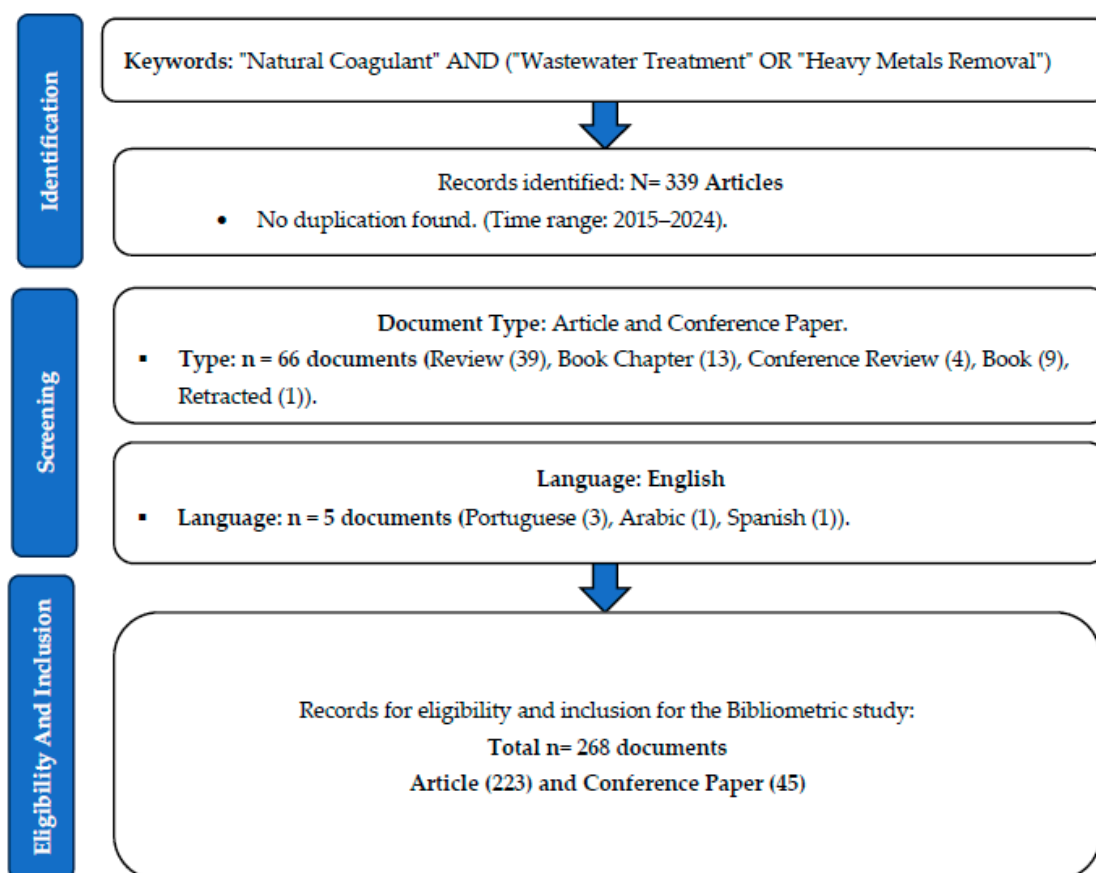 Identification
Keywords: "Natural Coagulant" AND ("Wastewater Treatment" OR "Heavy Metals Removal")
Records identified: N= 339 Articles
• No duplication found. (Time range: 2015–2024).
Screening
Document Type: Article and Conference Paper.
▪ Type: n = 66 documents (Review (39), Book Chapter (13), Conference Review (4), Book (9),
Retracted (1)).
Language: English
▪ Language: n = 5 documents (Portuguese (3), Arabic (1), Spanish (1)).
Eligibility And Inclusion
Records for eligibility and inclusion for the Bibliometric study:
Total n= 268 documents
Article (223) and Conference Paper (45)